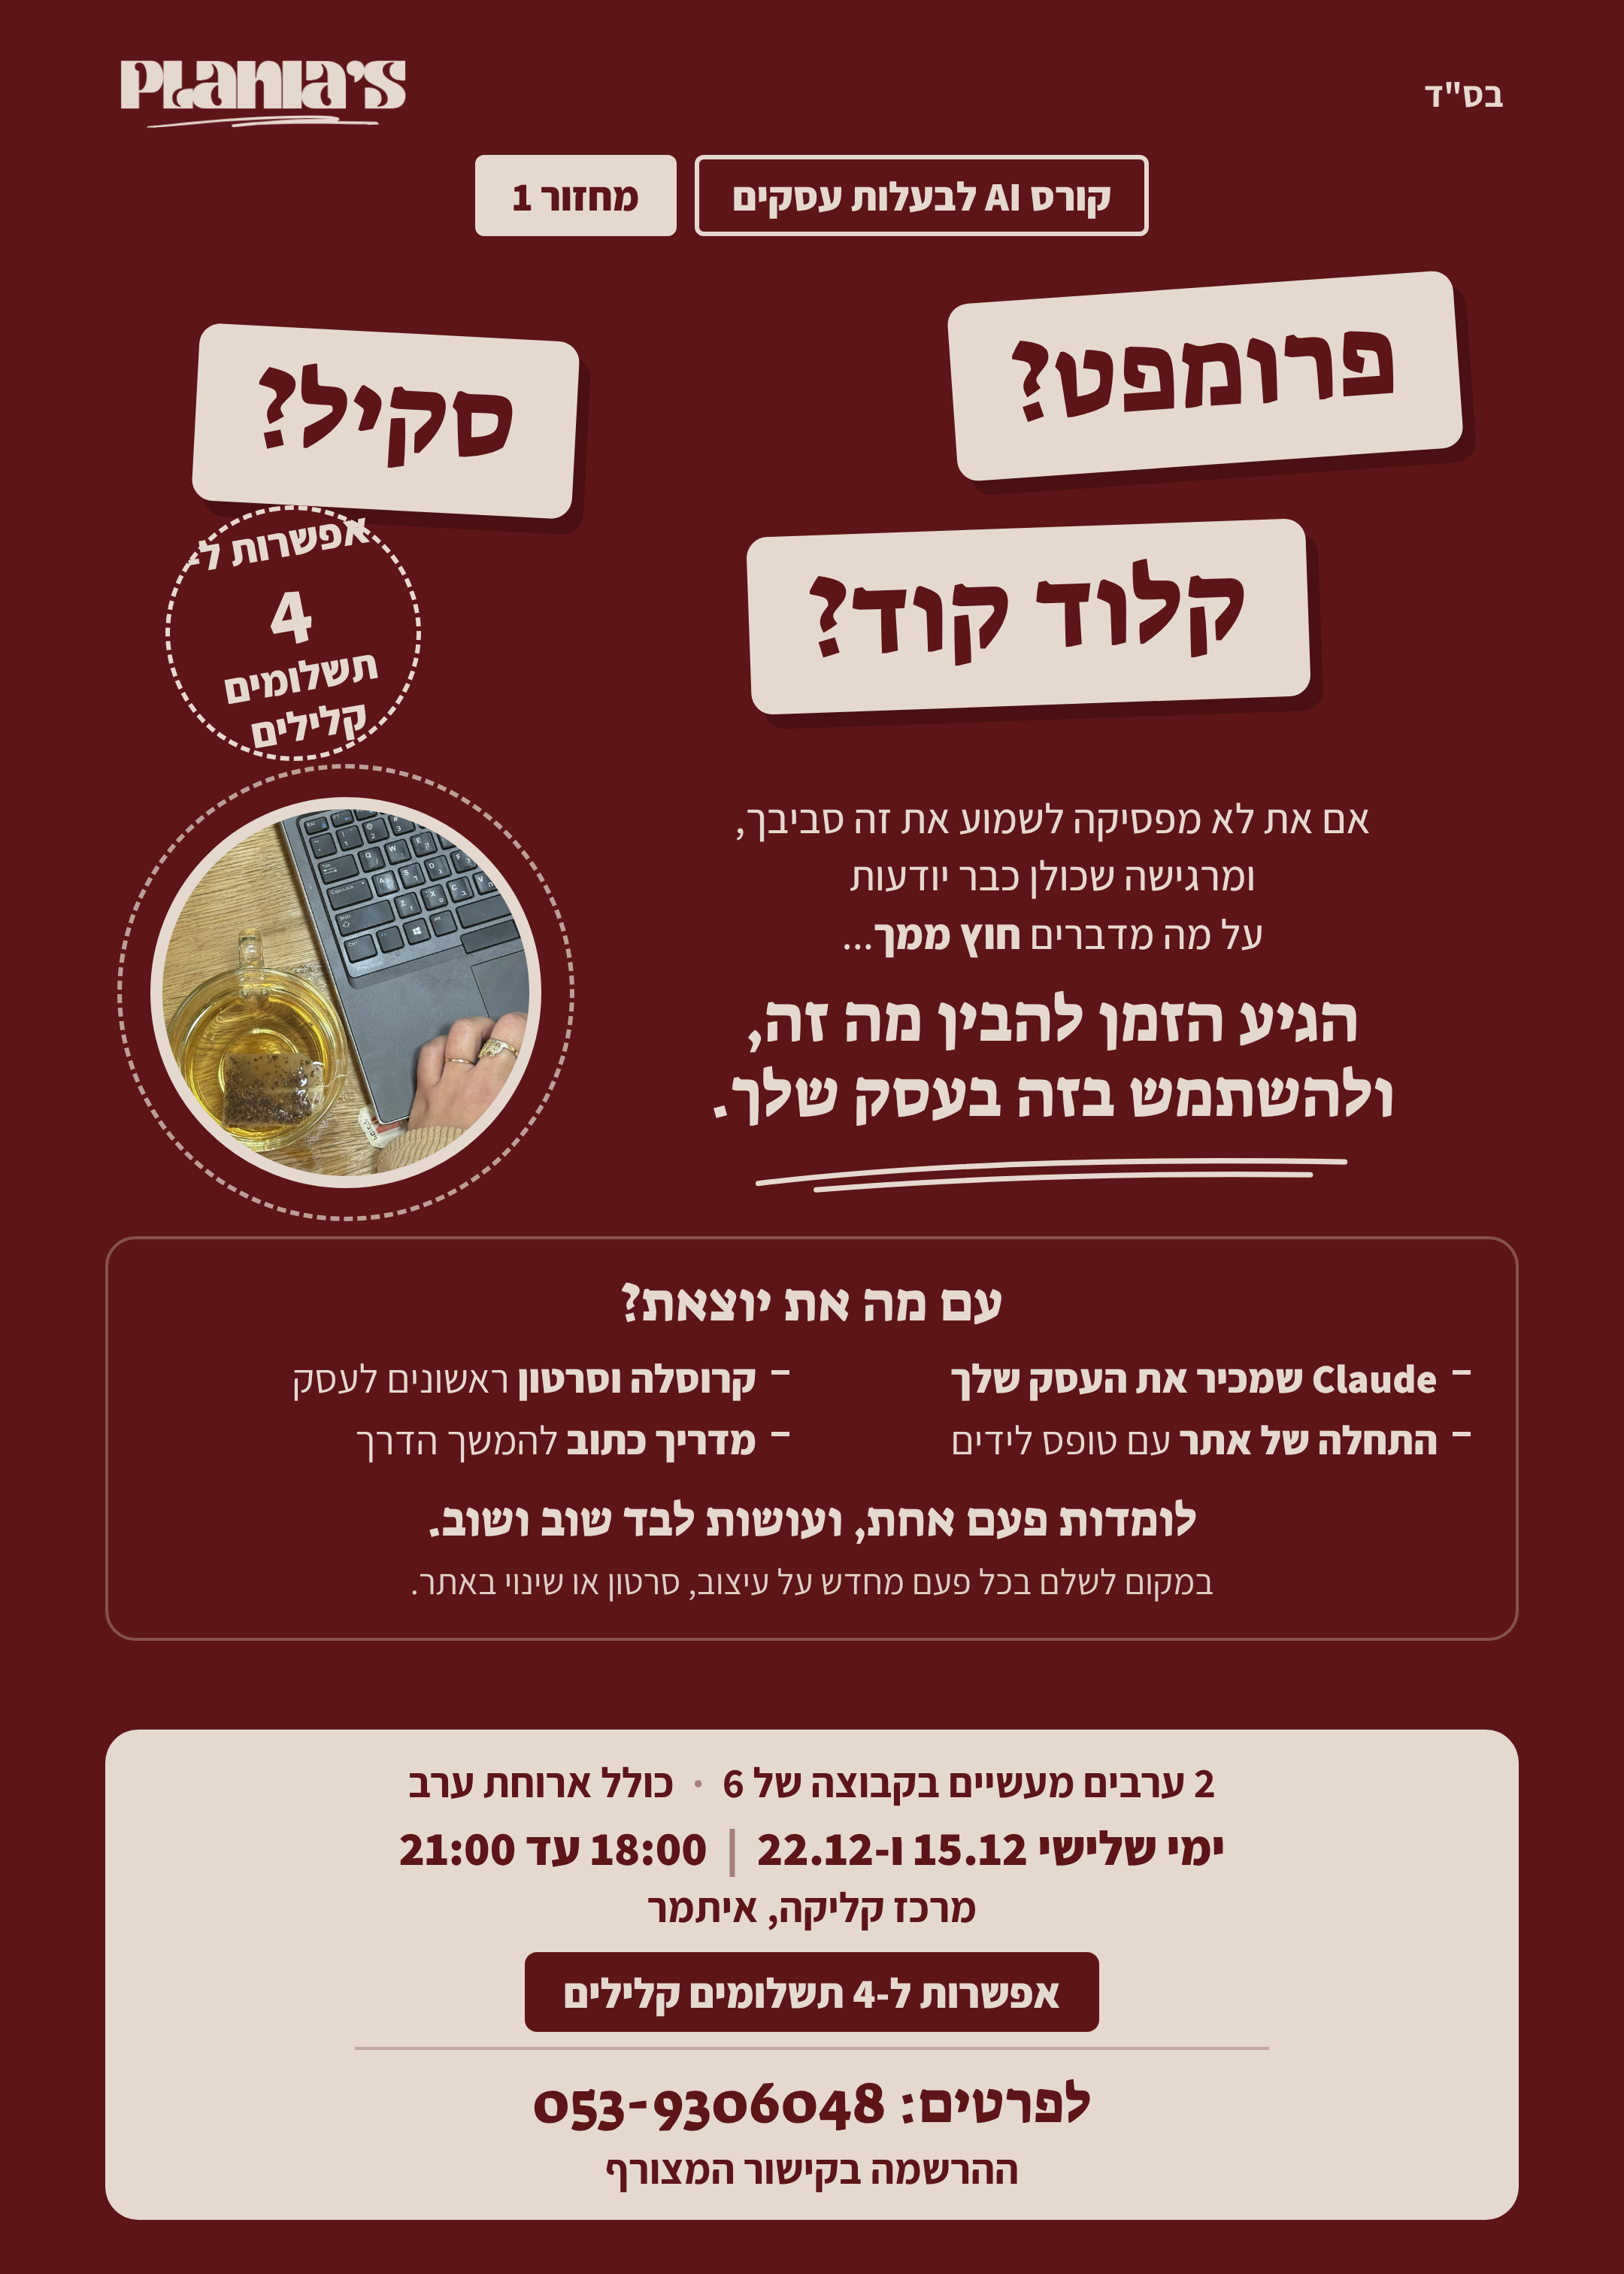 בס"ד
PLANIA'S
קורס AI לבעלות עסקים
מחזור 1
פרומפט?
סקיל?
קלוד קוד?
אפשרות ל-
4
תשלומים
קלילים
אם את לא מפסיקה לשמוע את זה סביבך,
ומרגישה שכולן כבר יודעות
על מה מדברים חוץ ממך...
הגיע הזמן להבין מה זה,
ולהשתמש בזה בעסק שלך.
עם מה את יוצאת?
– Claude שמכיר את העסק שלך
– קרוסלה וסרטון ראשונים לעסק
– התחלה של אתר עם טופס לידים
– מדריך כתוב להמשך הדרך
לומדות פעם אחת, ועושות לבד שוב ושוב.
במקום לשלם בכל פעם מחדש על עיצוב, סרטון או שינוי באתר.
2 ערבים מעשיים בקבוצה של 6 • כולל ארוחת ערב
ימי שלישי 15.12 ו-22.12 | 18:00 עד 21:00
מרכז קליקה, איתמר
אפשרות ל-4 תשלומים קלילים
לפרטים: 053-9306048
ההרשמה בקישור המצורף